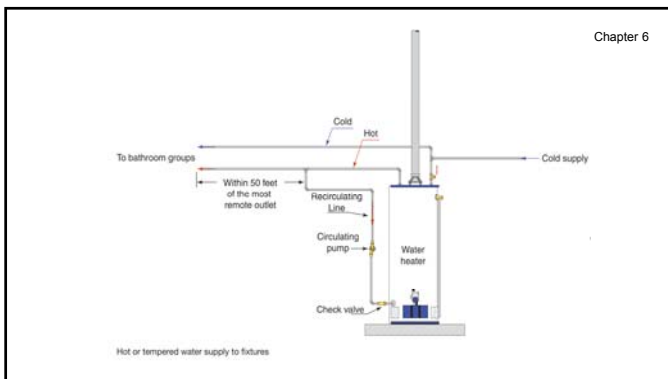 Chapter 6
Cold
Hot
To bathroom groups
Cold supply
Within 50 feet
of the most
remote outlet
Recirculating
Line
Circulating
pump
Water
heater
Check valve
Hot or tempered water supply to fixtures